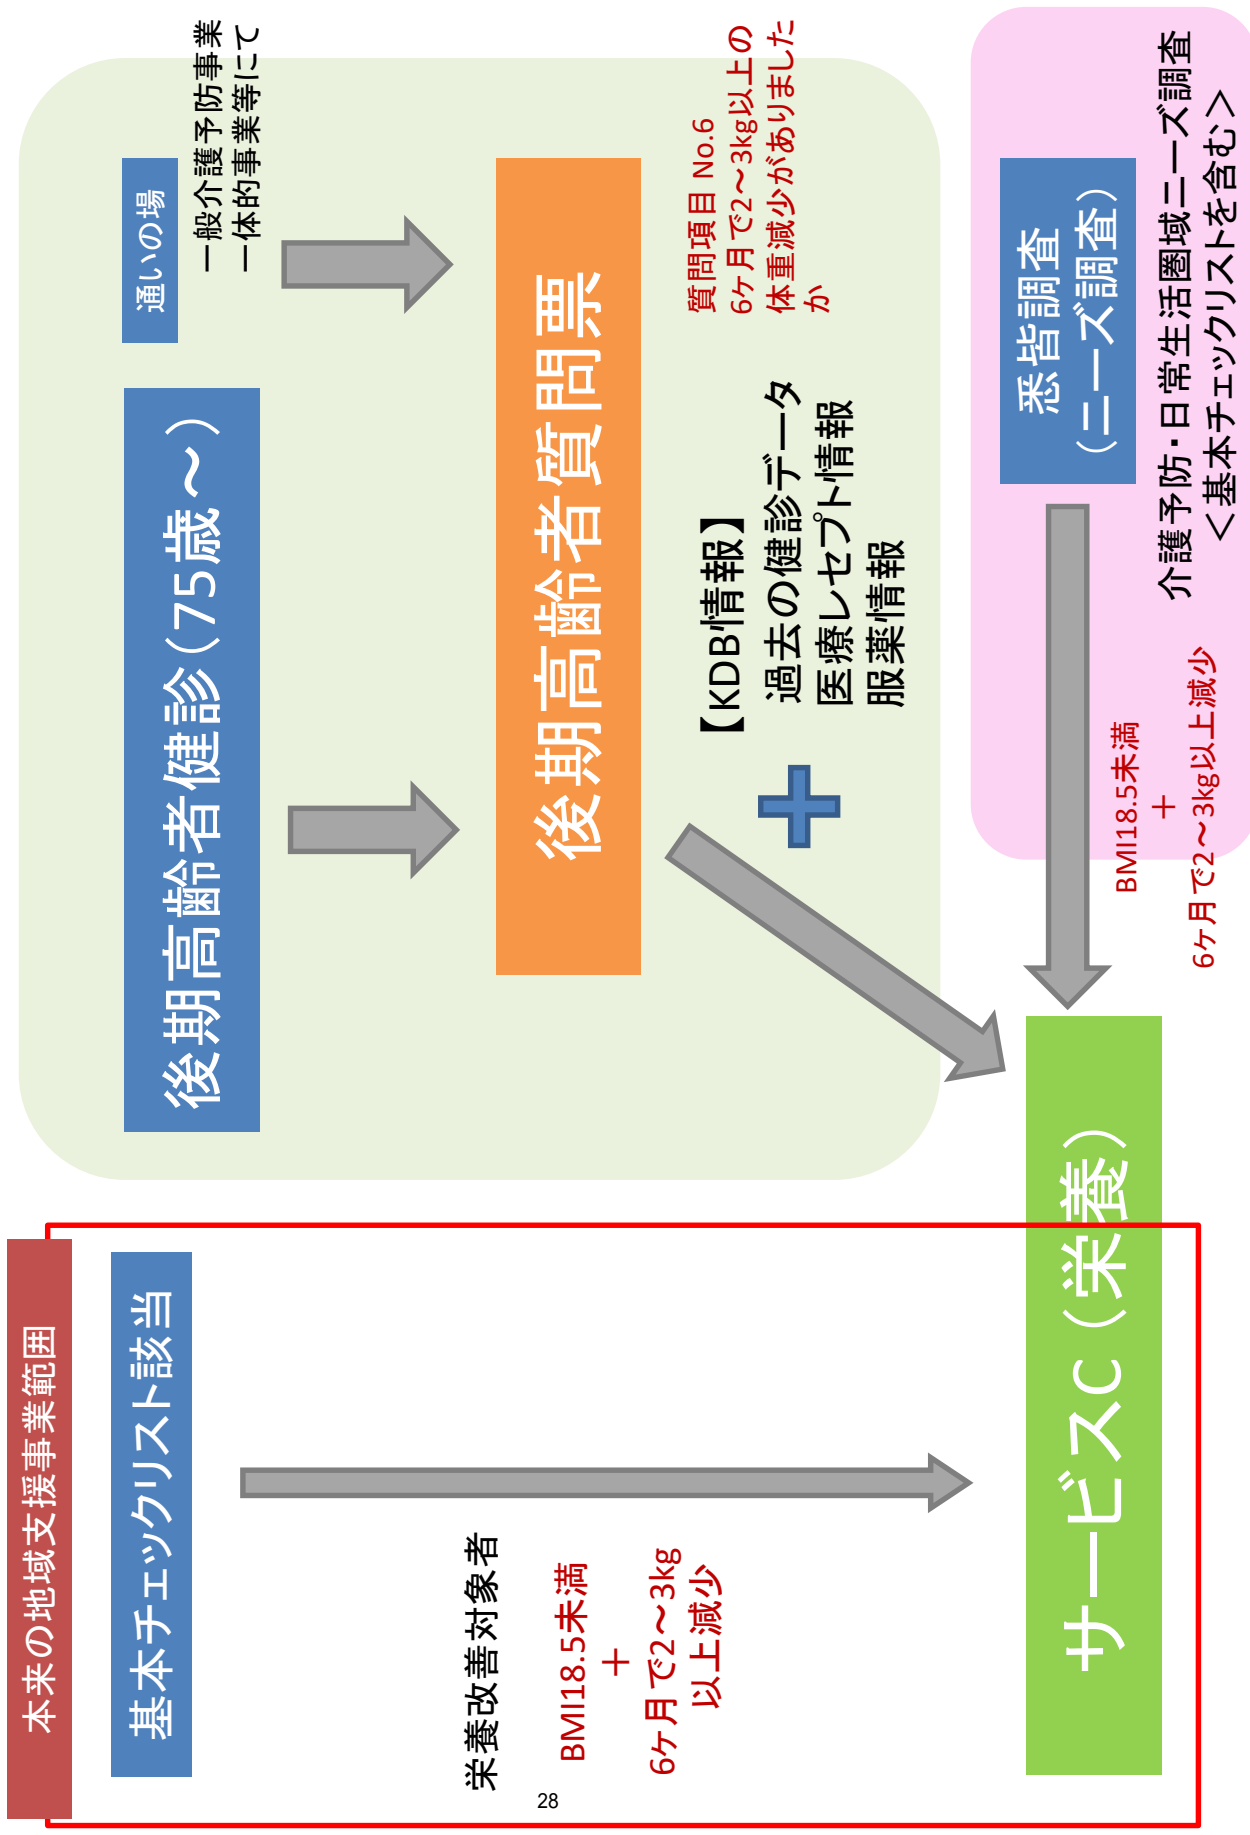 本来の地域支援事業範囲
基本チェックリスト該当
栄養改善対象者
BMI18.5未満
＋
6ケ月で2～3kg
以上減少
後期高齢者健診（75歳～）
通いの場
一般介護予防事業
一体的事業等にて
後期高齢者質問票
質問項目 No.6
6ケ月で2～3kg以上の
体重減少がありました
か
【KDB情報】
過去の健診データ
医療レセプト情報
服薬情報
サービスC（栄養）
BMI18.5未満
＋
6ケ月で2～3kg以上減少
悉皆調査
（ニーズ調査）
介護予防・日常生活圏域ニーズ調査
＜基本チェックリストを含む＞
28